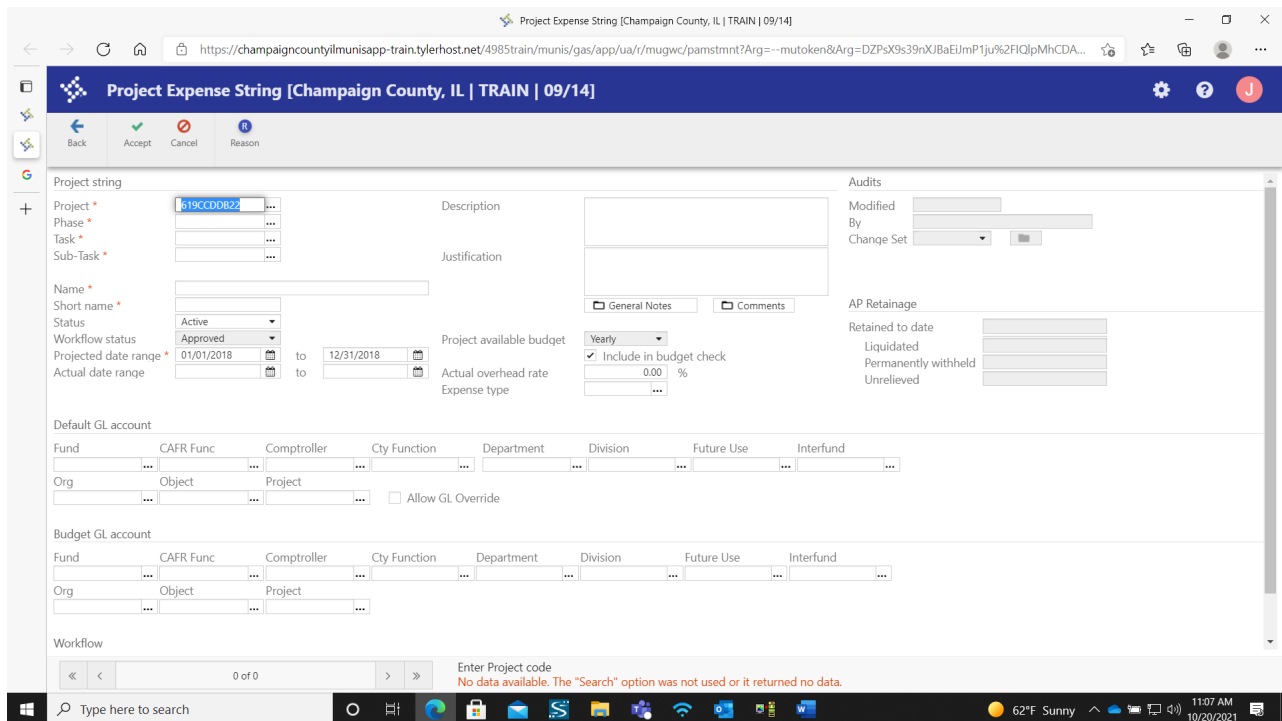 Project Expense String [Champaign County, IL | TRAIN | 09/14]
https://champaigncountyilmunisapp-train.tylerhost.net/4985train/munis/gas/app/ua/r/mugwc/pamstmnt?Arg=--mutoken&Arg=DZPsX9s39nXJBaEiJmP1ju%2FIQlpMhCDA...
Project Expense String [Champaign County, IL | TRAIN | 09/14]
J
Back Accept Cancel Reason
R
Project string
Audits
Project * 619CCDDB22 ... Description Modified
Phase * ... By
Task * ... Change Set
Sub-Task * ... Justification
Name *
Short name * General Notes Comments AP Retainage
Status Active Retained to date
Workflow status Approved Project available budget Yearly Liquidated
Projected date range * 01/01/2018 to 12/31/2018 Include in budget check Permanently withheld
Actual date range to Actual overhead rate 0.00 % Unrelieved
Expense type ...
Default GL account
Fund CAFR Func Comptroller Cty Function Department Division Future Use Interfund
... ... ... ... ... ... ... ...
Org Object Project
... ... ... Allow GL Override
Budget GL account
Fund CAFR Func Comptroller Cty Function Department Division Future Use Interfund
... ... ... ... ... ... ... ...
Org Object Project
... ... ...
Workflow
0 of 0
Enter Project code
No data available. The "Search" option was not used or it returned no data.
Type here to search
62°F Sunny
11:07 AM
10/20/2021